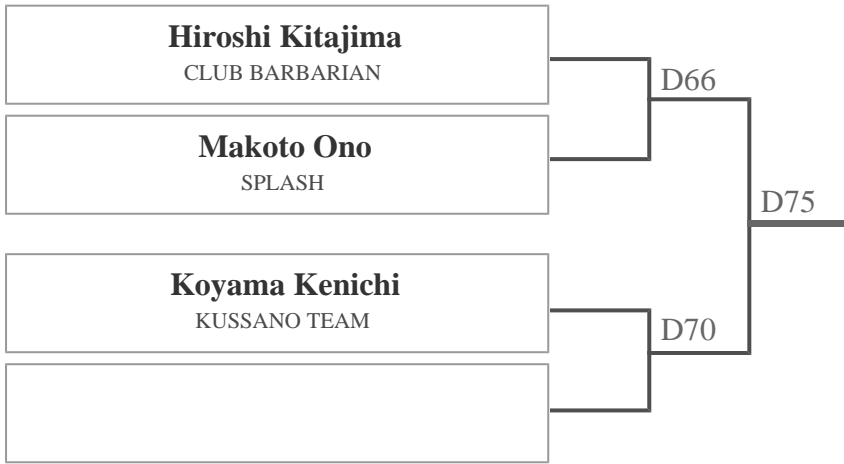 Hiroshi Kitajima
CLUB BARBARIAN
D66
Makoto Ono
SPLASH
D75
Koyama Kenichi
KUSSANO TEAM
D70